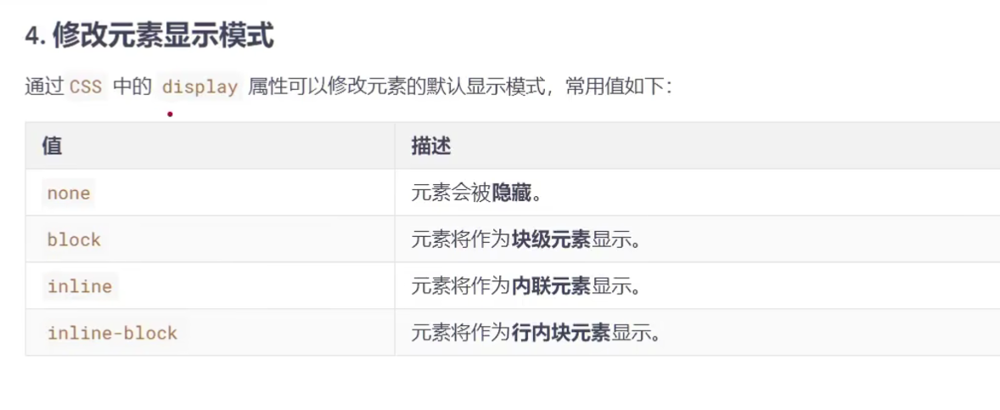 4. 修改元素显示模式
通过 CSS 中的 display 属性可以修改元素的默认显示模式，常用值如下：
值 描述
none 元素会被隐藏。
block 元素将作为块级元素显示。
inline 元素将作为内联元素显示。
inline-block 元素将作为行内块元素显示。